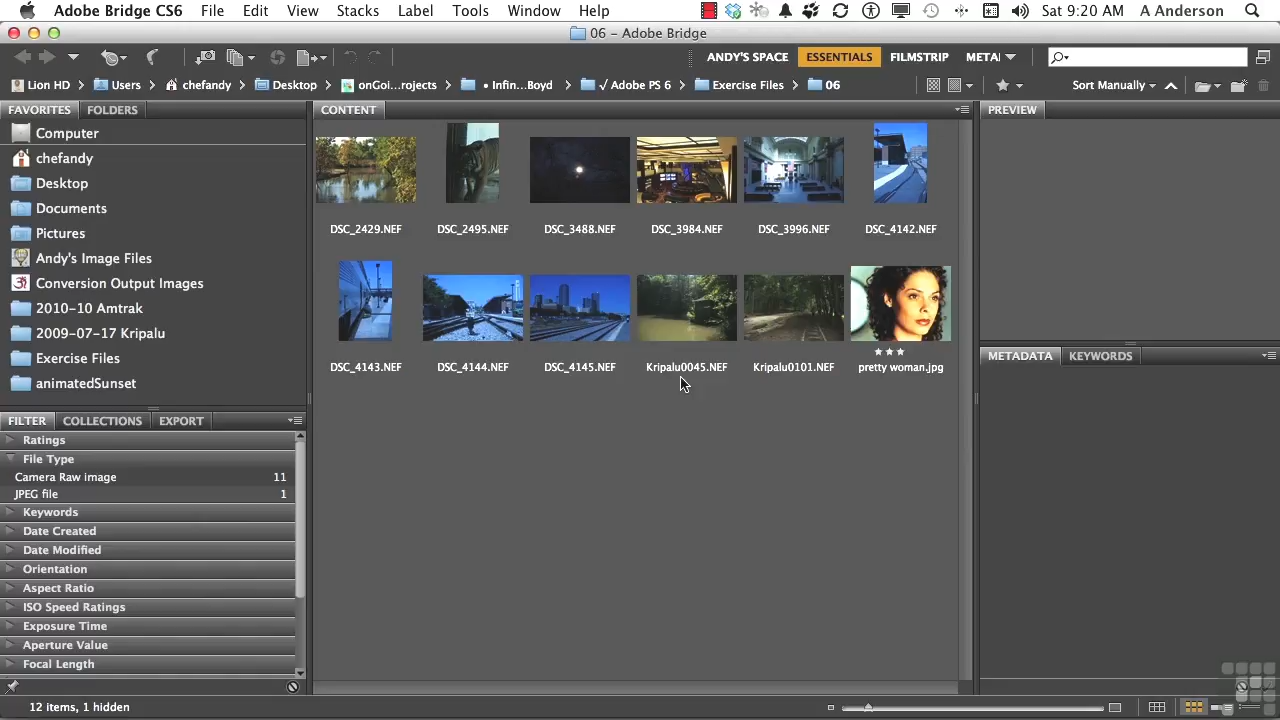 Adobe Bridge CS6 File Edit View Stacks Label Tools Window Help Sat 9:20 AM A Anderson
06 – Adobe Bridge
ANDY'S SPACE ESSENTIALS FILMSTRIP META
Lion HD Users chefandy Desktop onGoi...rojects • Infin...Boyd √ Adobe PS 6 Exercise Files 06 Sort Manually
FAVORITES FOLDERS
Computer
chefandy
Desktop
Documents
Pictures
Andy's Image Files
Conversion Output Images
2010-10 Amtrak
2009-07-17 Kripalu
Exercise Files
animatedSunset
FILTER COLLECTIONS EXPORT
Ratings
File Type
Camera Raw image 11
JPEG file 1
Keywords
Date Created
Date Modified
Orientation
Aspect Ratio
ISO Speed Ratings
Exposure Time
Aperture Value
Focal Length
12 items, 1 hidden
CONTENT
DSC_2429.NEF DSC_2495.NEF DSC_3488.NEF DSC_3984.NEF DSC_3996.NEF DSC_4142.NEF
DSC_4143.NEF DSC_4144.NEF DSC_4145.NEF Kripalu0045.NEF Kripalu0101.NEF pretty woman.jpg
PREVIEW
METADATA KEYWORDS